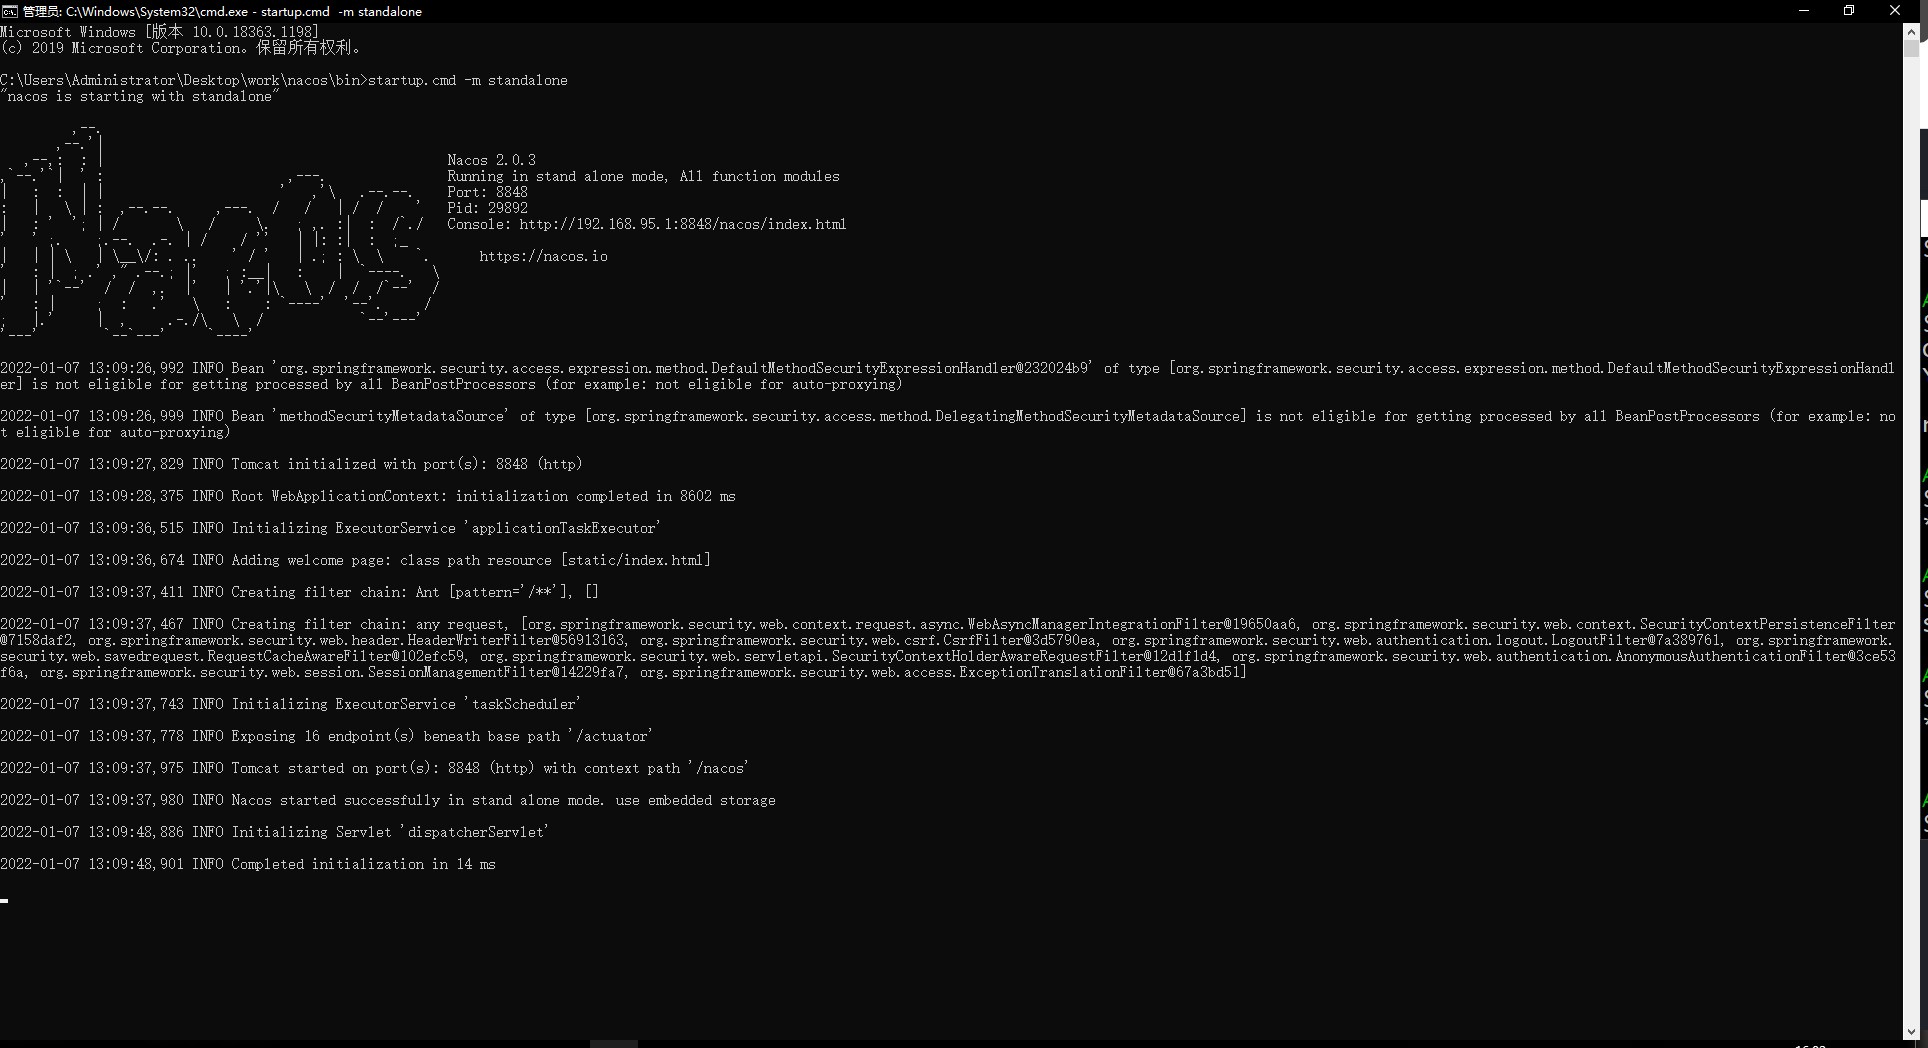 管理员: C:\Windows\System32\cmd.exe - startup.cmd  -m standalone
Microsoft Windows [版本 10.0.18363.1198]
(c) 2019 Microsoft Corporation。保留所有权利。
C:\Users\Administrator\Desktop\work\nacos\bin>startup.cmd -m standalone
"nacos is starting with standalone"
Nacos 2.0.3
Running in stand alone mode, All function modules
Port: 8848
Pid: 29892
Console: http://192.168.95.1:8848/nacos/index.html
https://nacos.io
2022-01-07 13:09:26,992 INFO Bean 'org.springframework.security.access.expression.method.DefaultMethodSecurityExpressionHandler@232024b9' of type [org.springframework.security.access.expression.method.DefaultMethodSecurityExpressionHandl
er] is not eligible for getting processed by all BeanPostProcessors (for example: not eligible for auto-proxying)
2022-01-07 13:09:26,999 INFO Bean 'methodSecurityMetadataSource' of type [org.springframework.security.access.method.DelegatingMethodSecurityMetadataSource] is not eligible for getting processed by all BeanPostProcessors (for example: no
t eligible for auto-proxying)
2022-01-07 13:09:27,829 INFO Tomcat initialized with port(s): 8848 (http)
2022-01-07 13:09:28,375 INFO Root WebApplicationContext: initialization completed in 8602 ms
2022-01-07 13:09:36,515 INFO Initializing ExecutorService 'applicationTaskExecutor'
2022-01-07 13:09:36,674 INFO Adding welcome page: class path resource [static/index.html]
2022-01-07 13:09:37,411 INFO Creating filter chain: Ant [pattern='/**'], []
2022-01-07 13:09:37,467 INFO Creating filter chain: any request, [org.springframework.security.web.context.request.async.WebAsyncManagerIntegrationFilter@19650aa6, org.springframework.security.web.context.SecurityContextPersistenceFilter
@7158daf2, org.springframework.security.web.header.HeaderWriterFilter@56913163, org.springframework.security.web.csrf.CsrfFilter@3d5790ea, org.springframework.security.web.authentication.logout.LogoutFilter@7a389761, org.springframework.
security.web.savedrequest.RequestCacheAwareFilter@102efc59, org.springframework.security.web.servletapi.SecurityContextHolderAwareRequestFilter@12d1f1d4, org.springframework.security.web.authentication.AnonymousAuthenticationFilter@3ce53
f6a, org.springframework.security.web.session.SessionManagementFilter@14229fa7, org.springframework.security.web.access.ExceptionTranslationFilter@67a3bd51]
2022-01-07 13:09:37,743 INFO Initializing ExecutorService 'taskScheduler'
2022-01-07 13:09:37,778 INFO Exposing 16 endpoint(s) beneath base path '/actuator'
2022-01-07 13:09:37,975 INFO Tomcat started on port(s): 8848 (http) with context path '/nacos'
2022-01-07 13:09:37,980 INFO Nacos started successfully in stand alone mode. use embedded storage
2022-01-07 13:09:48,886 INFO Initializing Servlet 'dispatcherServlet'
2022-01-07 13:09:48,901 INFO Completed initialization in 14 ms